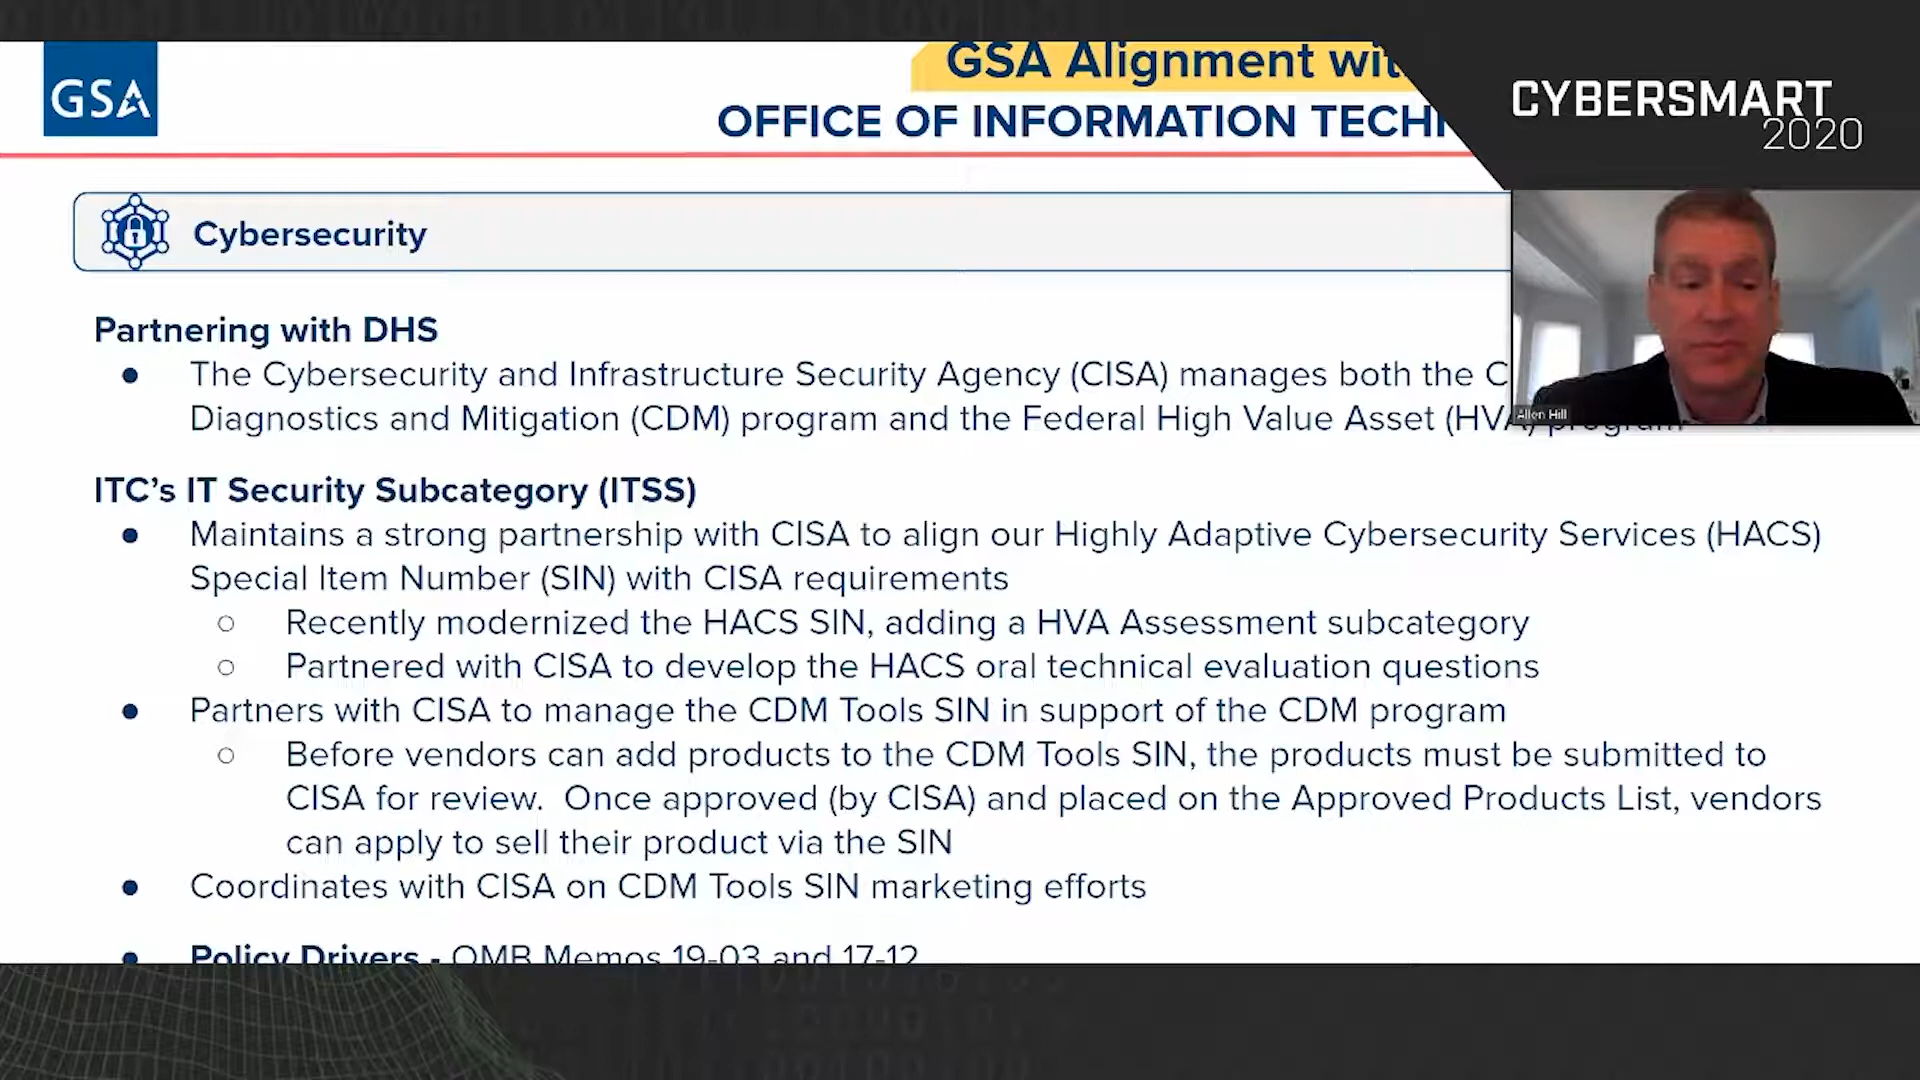 GSA
GSA Alignment wit
OFFICE OF INFORMATION TECH
CYBERSMART
2020
Cybersecurity
Allen Hill
Partnering with DHS
● The Cybersecurity and Infrastructure Security Agency (CISA) manages both the C
Diagnostics and Mitigation (CDM) program and the Federal High Value Asset (HVA) program
ITC’s IT Security Subcategory (ITSS)
● Maintains a strong partnership with CISA to align our Highly Adaptive Cybersecurity Services (HACS)
Special Item Number (SIN) with CISA requirements
○ Recently modernized the HACS SIN, adding a HVA Assessment subcategory
○ Partnered with CISA to develop the HACS oral technical evaluation questions
● Partners with CISA to manage the CDM Tools SIN in support of the CDM program
○ Before vendors can add products to the CDM Tools SIN, the products must be submitted to
CISA for review. Once approved (by CISA) and placed on the Approved Products List, vendors
can apply to sell their product via the SIN
● Coordinates with CISA on CDM Tools SIN marketing efforts
● Policy Drivers - OMB Memos 19-03 and 17-12